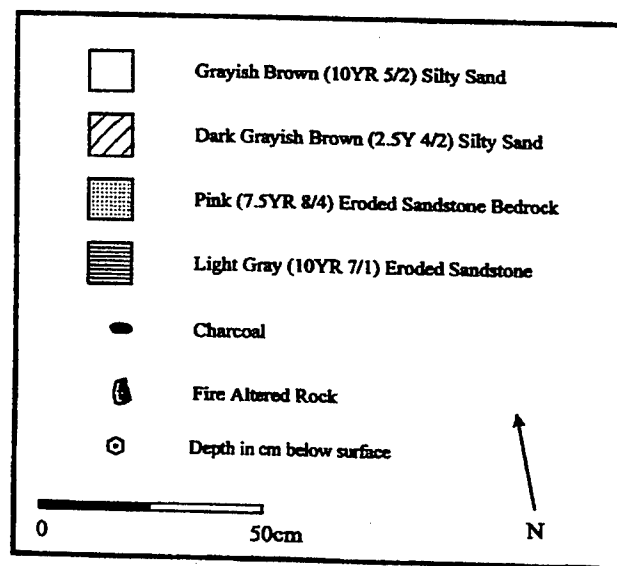 Grayish Brown (10YR 5/2) Silty Sand
Dark Grayish Brown (2.5Y 4/2) Silty Sand
Pink (7.5YR 8/4) Eroded Sandstone Bedrock
Light Gray (10YR 7/1) Eroded Sandstone
Charcoal
Fire Altered Rock
Depth in cm below surface
0 50cm N